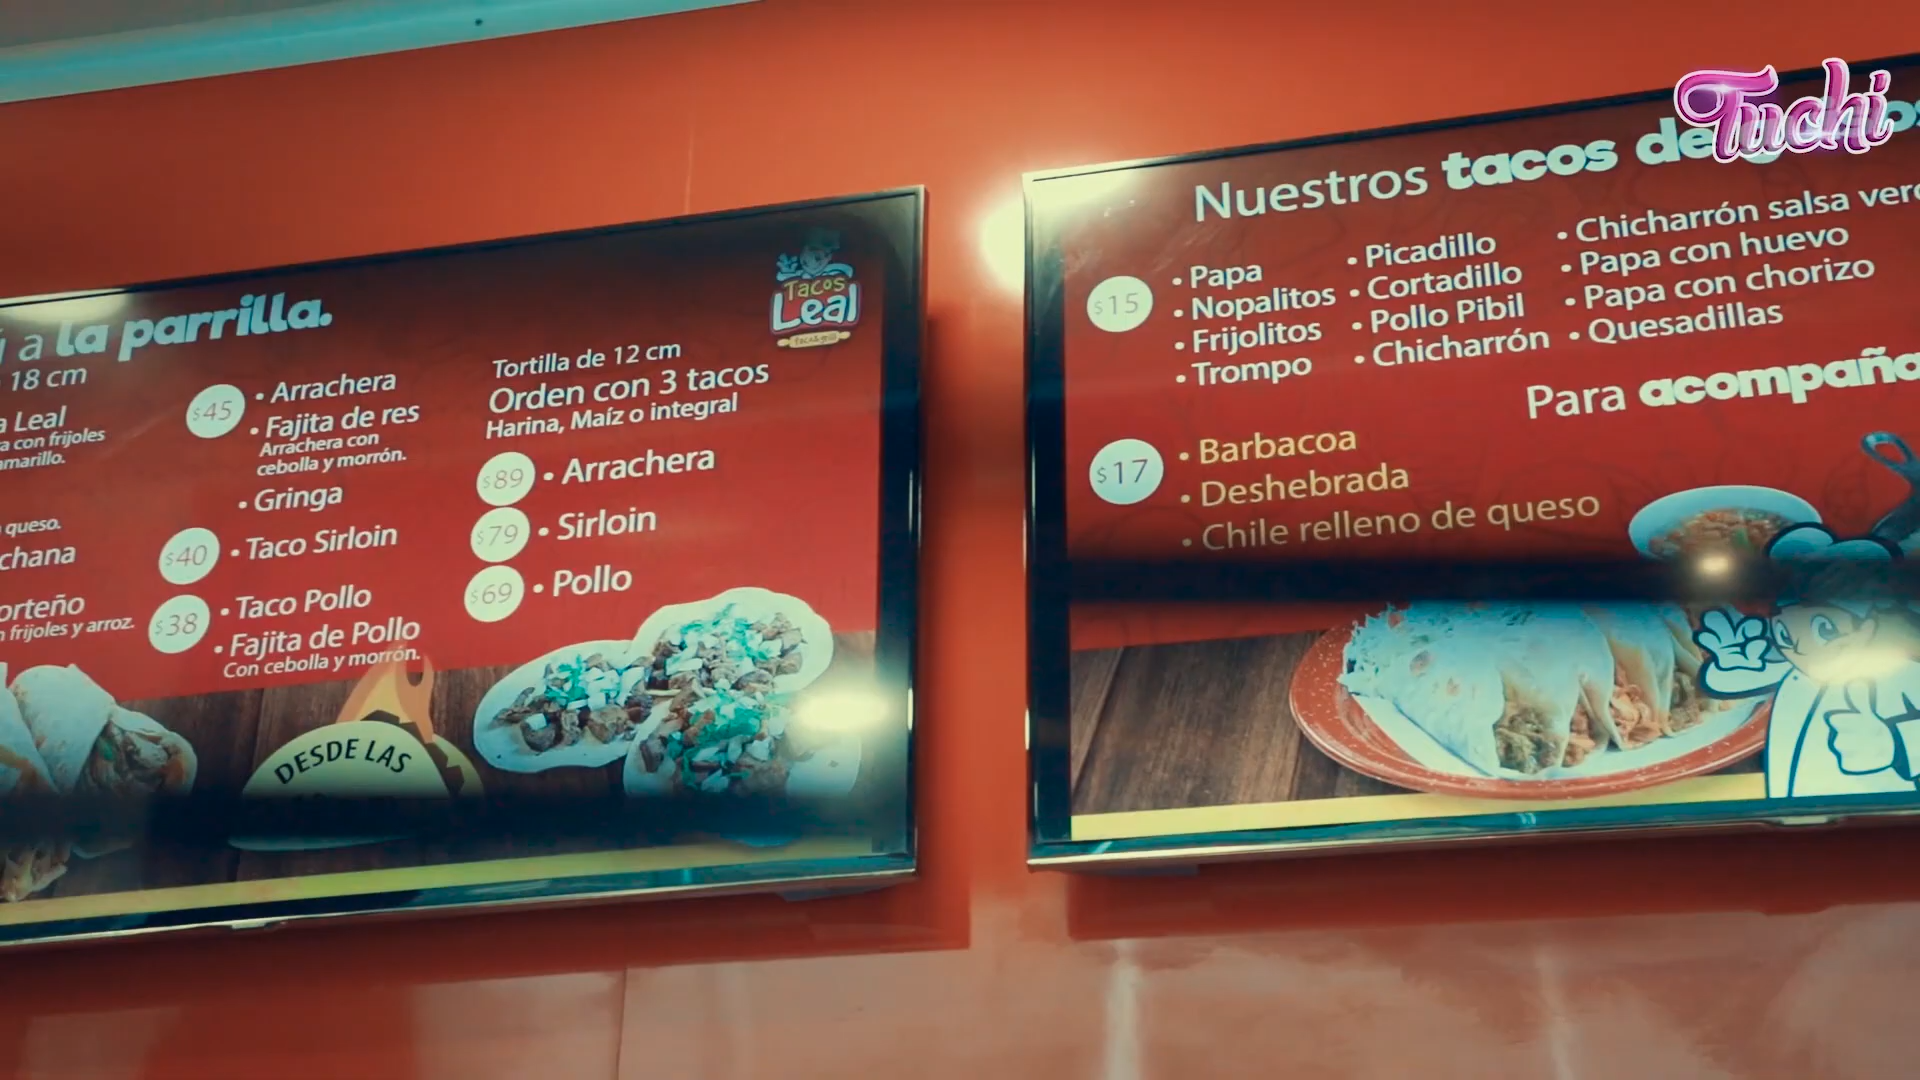 a la parrilla.
18 cm
Leal
con frijoles
amarillo.
queso.
frijoles y arroz.
$45
• Arrachera
• Fajita de res
Arrachera con
cebolla y morrón.
• Gringa
$40
• Taco Sirloin
$38
• Taco Pollo
• Fajita de Pollo
Con cebolla y morrón.
DESDE LAS
Tacos
Leal
Tortilla de 12 cm
Orden con 3 tacos
Harina, Maíz o integral
$89 • Arrachera
$79 • Sirloin
$69 • Pollo
Tuchi
Nuestros tacos de
$15
• Papa
• Nopalitos
• Frijolitos
• Trompo
• Picadillo
• Cortadillo
• Pollo Pibil
• Chicharrón
• Chicharrón salsa
• Papa con huevo
• Papa con chorizo
• Quesadillas
Para
$17
• Barbacoa
• Deshebrada
• Chile relleno de queso